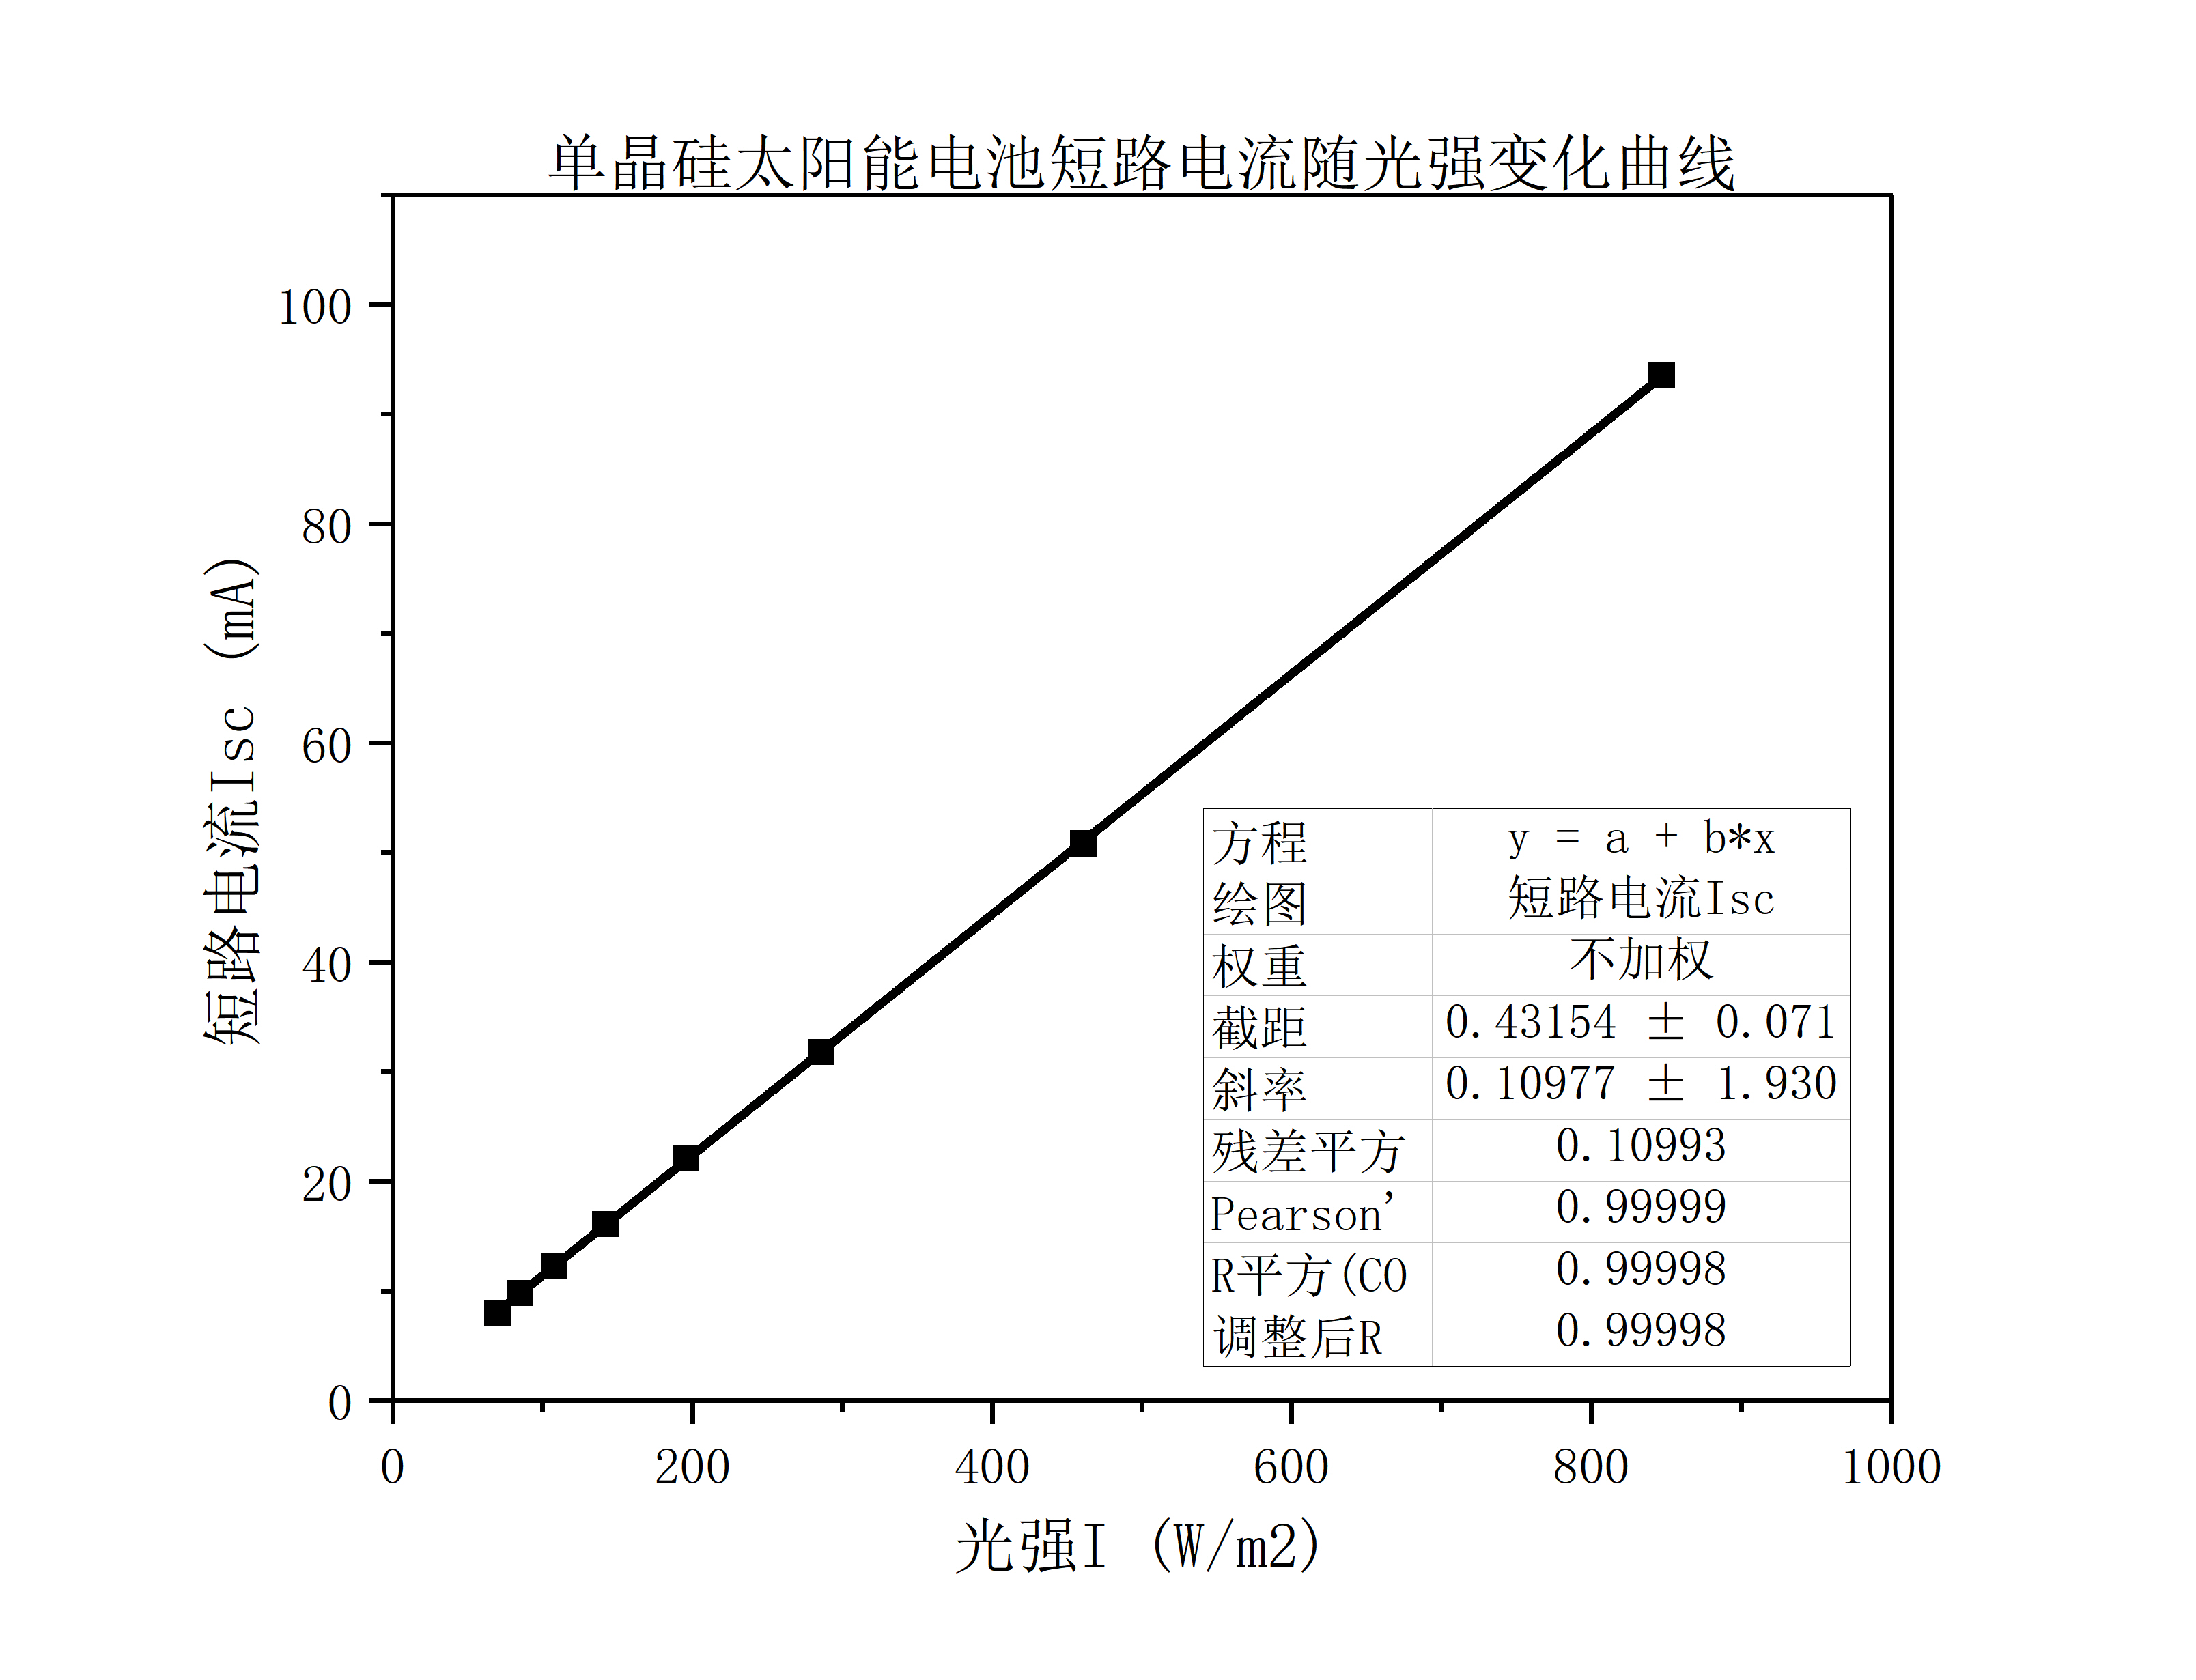 单晶硅太阳能电池短路电流随光强变化曲线
100
80
60
40
20
0
短路电流Isc (mA)
方程 y = a + b*x
绘图 短路电流Isc
权重 不加权
截距 0.43154 ± 0.071
斜率 0.10977 ± 1.930
残差平方 0.10993
Pearson' 0.99999
R平方(CO 0.99998
调整后R 0.99998
0 200 400 600 800 1000
光强I (W/m2)